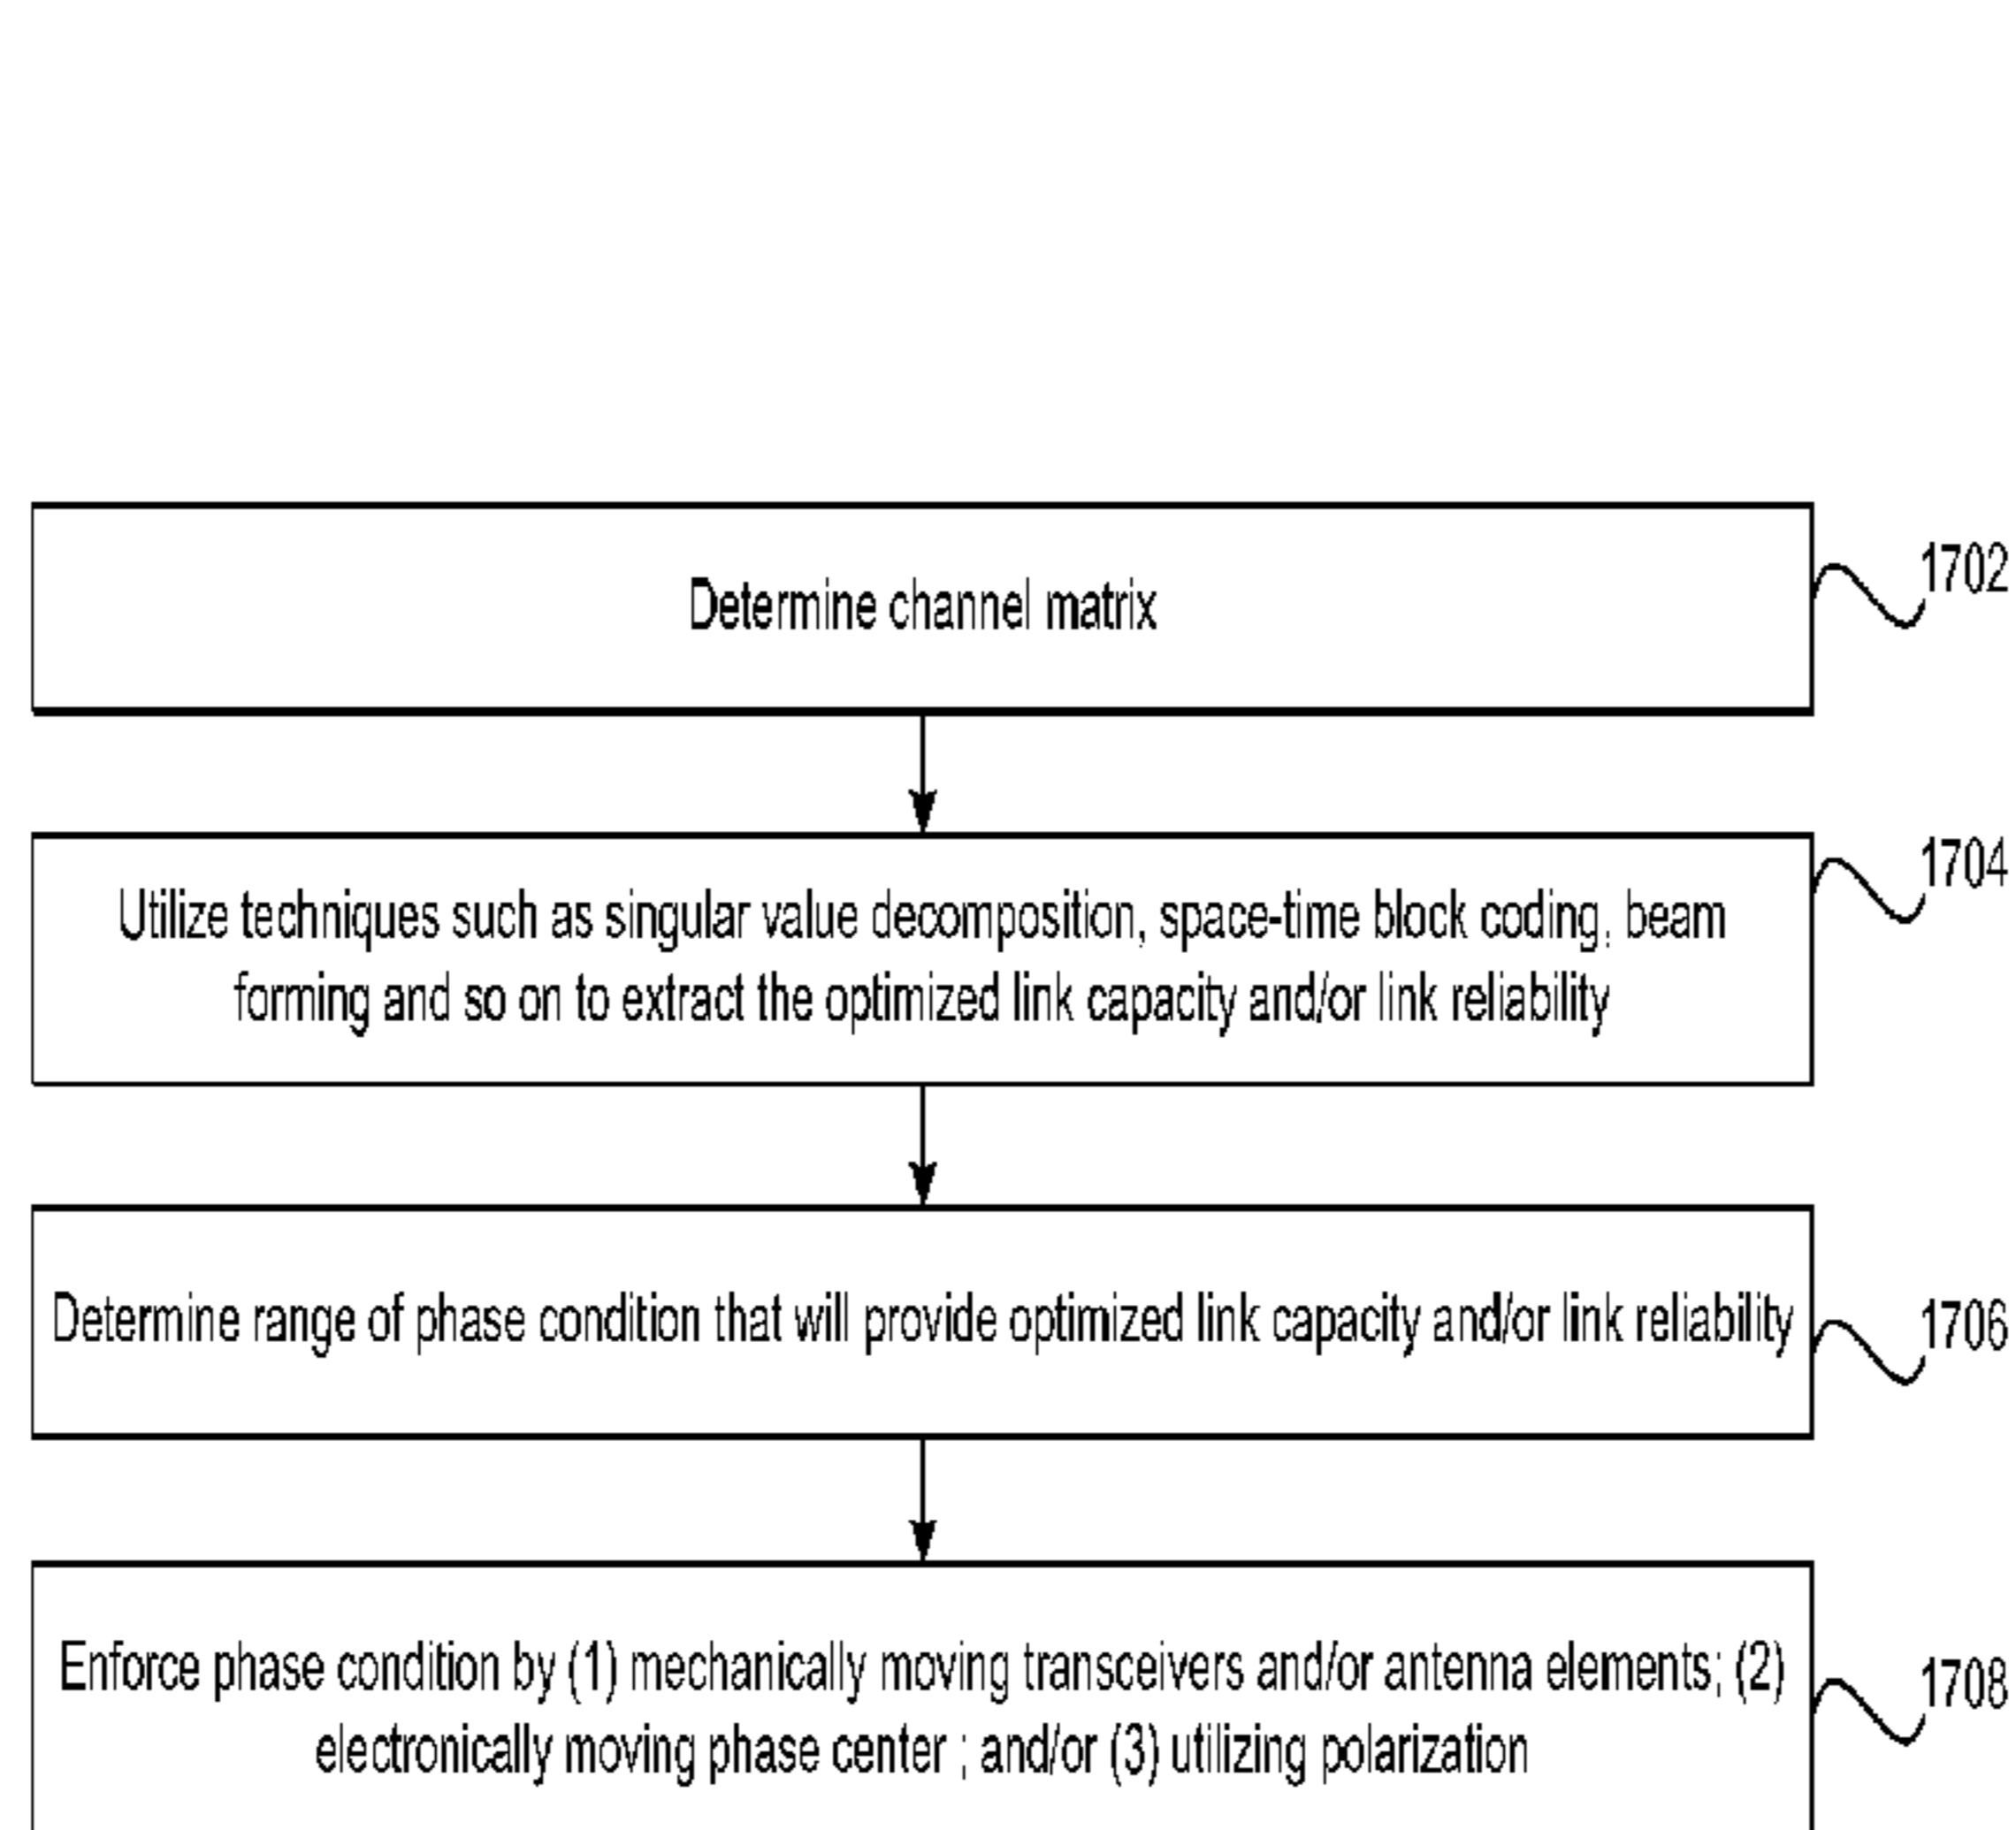 Determine channel matrix
1702
Utilize techniques such as singular value decomposition, space-time block coding, beam
forming and so on to extract the optimized link capacity and/or link reliability
1704
Determine range of phase condition that will provide optimized link capacity and/or link reliability
1706
Enforce phase condition by (1) mechanically moving transceivers and/or antenna elements; (2)
electronically moving phase center ; and/or (3) utilizing polarization
1708